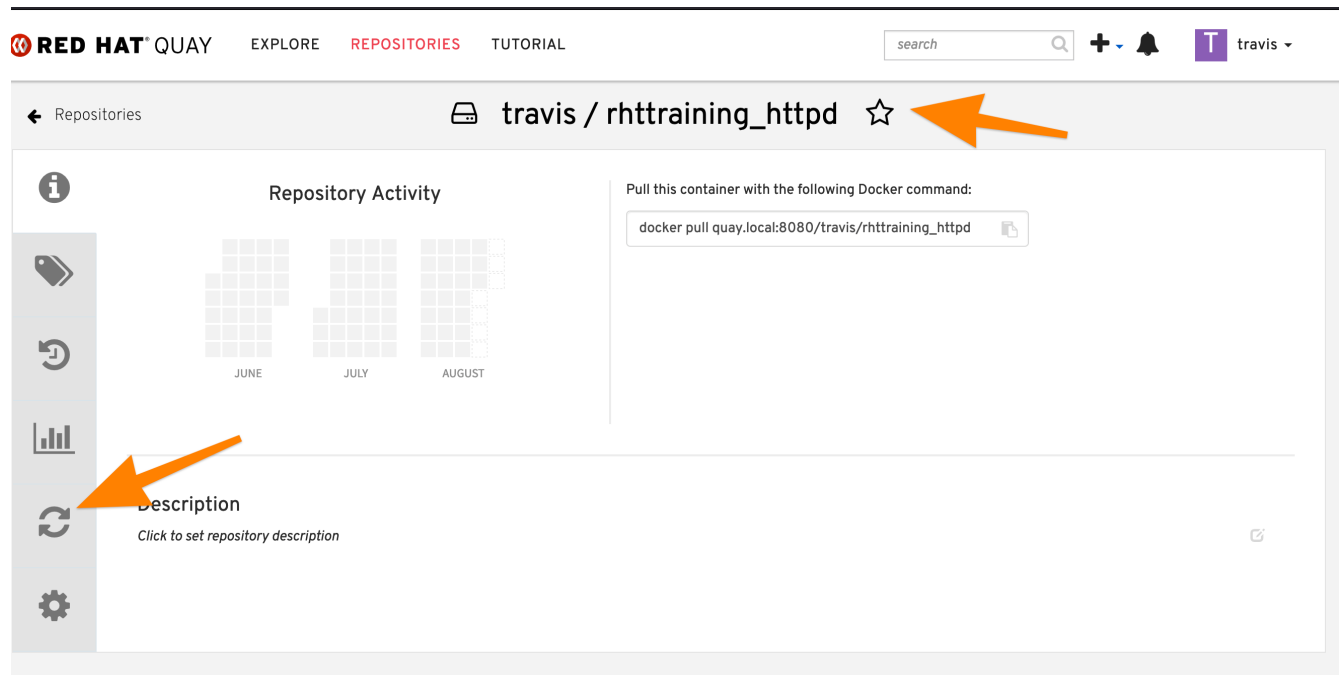 RED HAT® QUAY EXPLORE REPOSITORIES TUTORIAL search T travis
Repositories travis / rhttraining_httpd
Repository Activity
Pull this container with the following Docker command:
docker pull quay.local:8080/travis/rhttraining_httpd
JUNE JULY AUGUST
Description
Click to set repository description